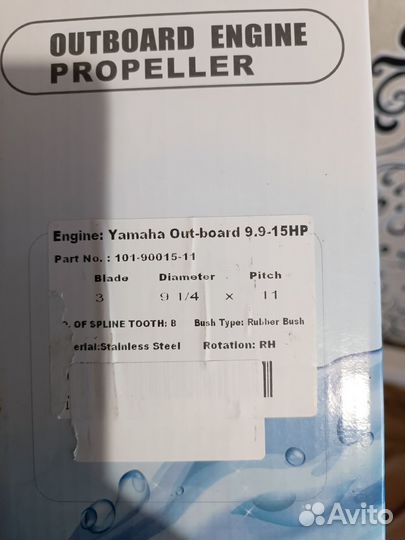 OUTBOARD ENGINE
PROPELLER
Engine: Yamaha Out-board 9.9-15HP
Part No. : 101-90015-11
Blade Diameter Pitch
3 9 1/4 × 11
OF SPLINE TOOTH: 8 Bush Type: Rubber Bush
erial:Stainless Steel Rotation: RH
Avito